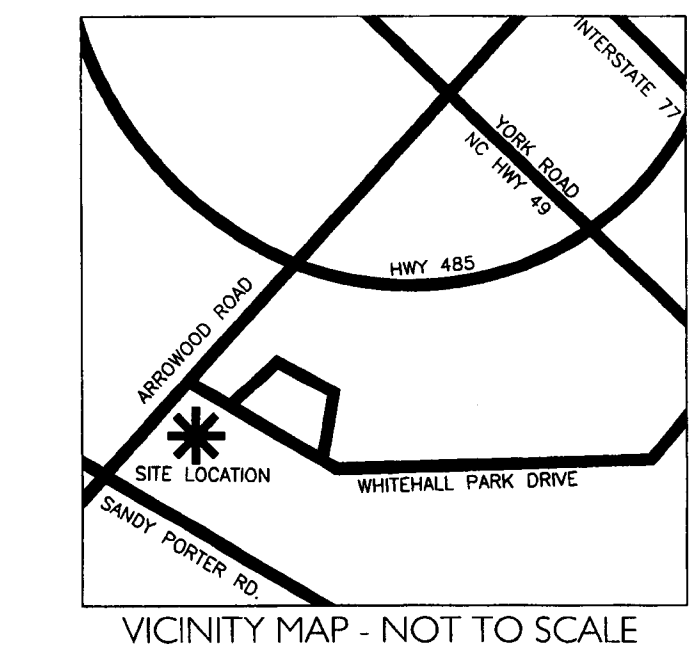 INTERSTATE 77
YORK ROAD
NC HWY 49
HWY 485
ARROWOOD ROAD
SITE LOCATION
WHITEHALL PARK DRIVE
SANDY PORTER RD.
VICINITY MAP - NOT TO SCALE